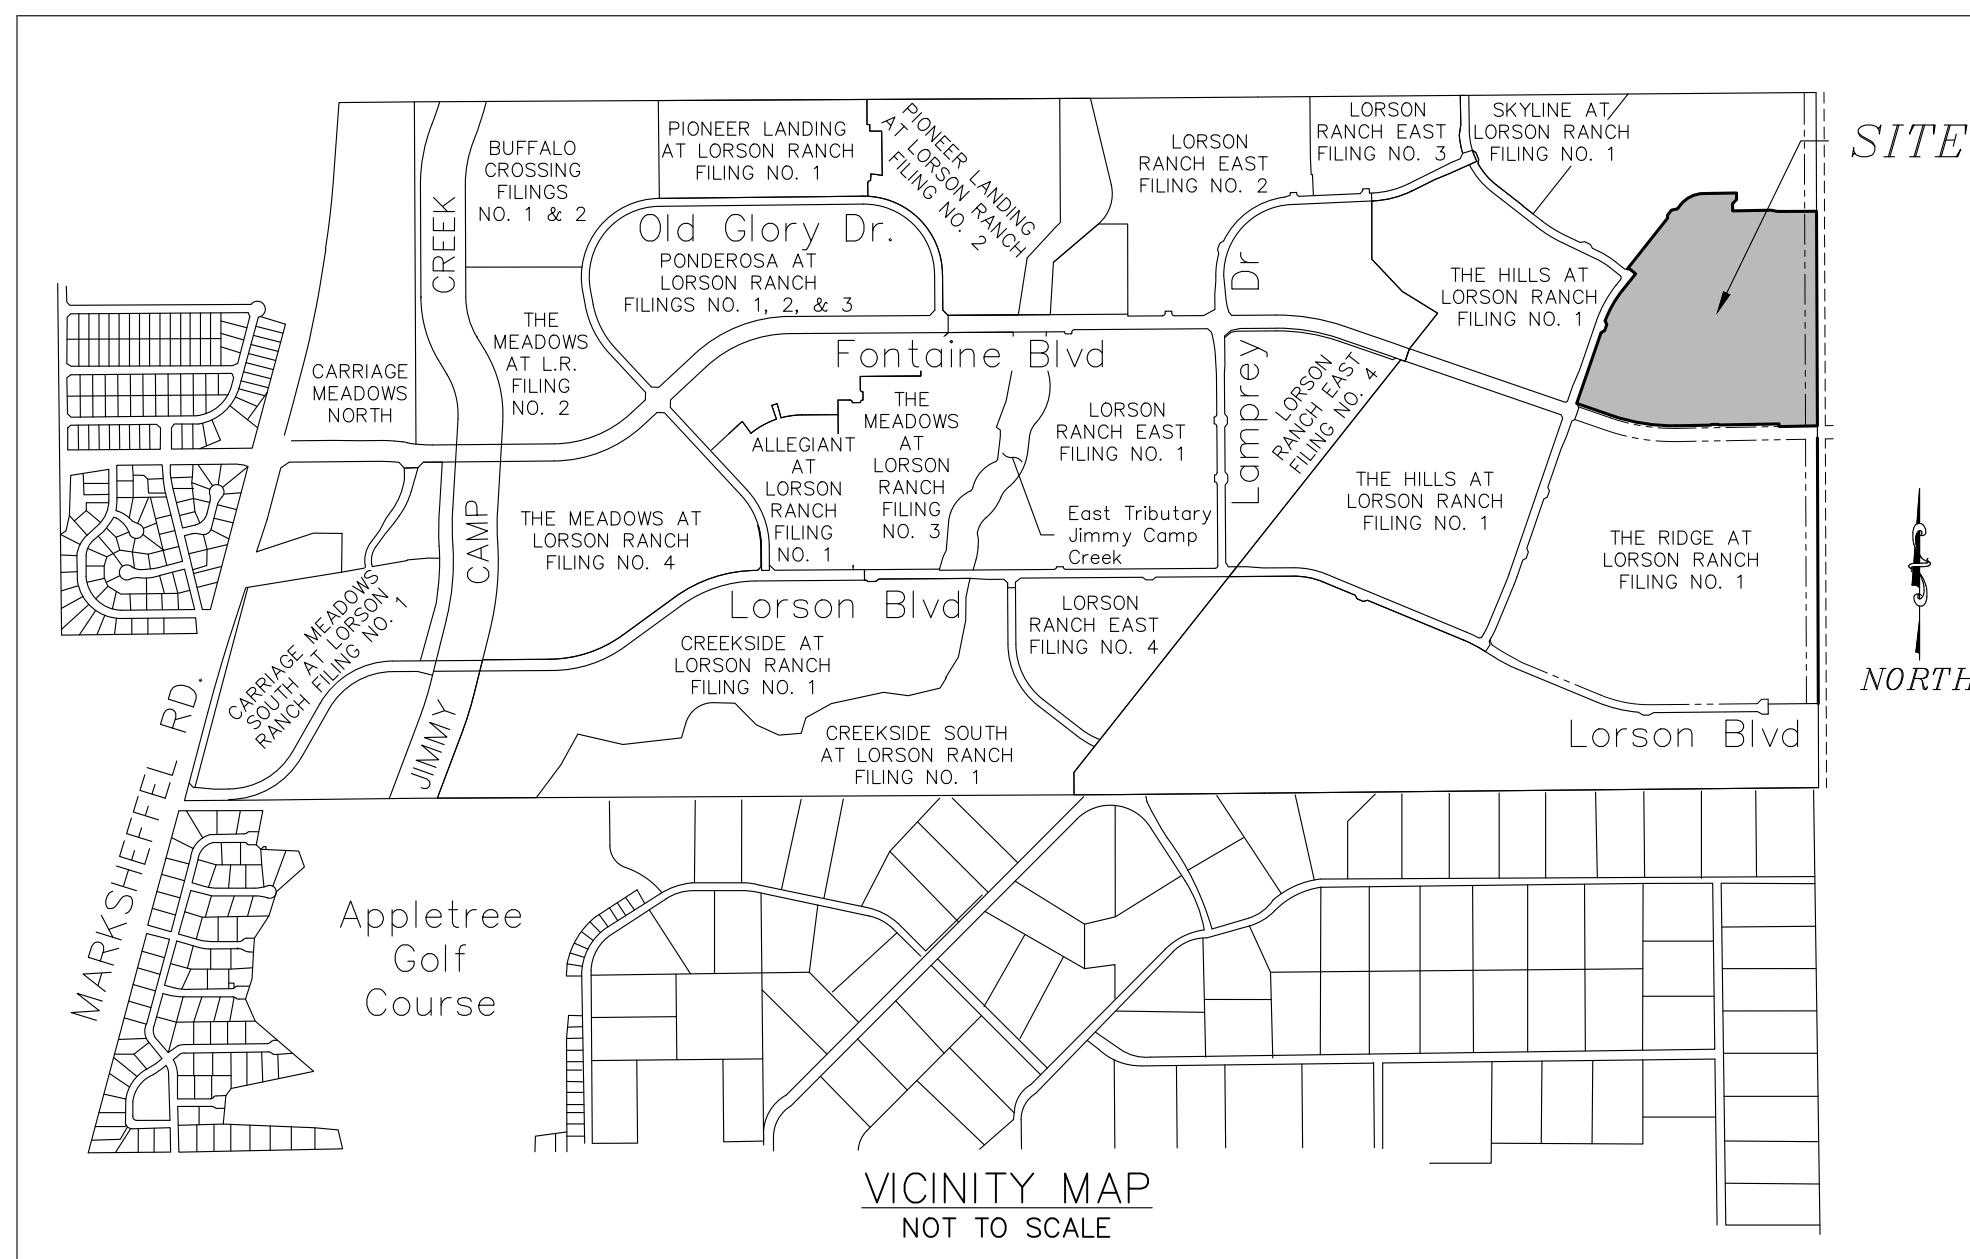 LORSON
RANCH EAST
FILING NO. 3
SKYLINE AT
LORSON RANCH
FILING NO. 1
SITE
PIONEER LANDING
AT LORSON RANCH
FILING NO. 1
PIONEER LANDING
AT LORSON RANCH
FILING NO. 2
LORSON
RANCH EAST
FILING NO. 2
BUFFALO
CROSSING
FILINGS
NO. 1 & 2
Old Glory Dr.
PONDEROSA AT
LORSON RANCH
FILINGS NO. 1, 2, & 3
THE HILLS AT
LORSON RANCH
FILING NO. 1
THE
MEADOWS
AT L.R.
FILING
NO. 2
CARRIAGE
MEADOWS
NORTH
Fontaine Blvd
Lamprey Dr
LORSON
RANCH EAST
FILING NO. 4
THE
MEADOWS
AT
LORSON
RANCH
FILING
NO. 3
LORSON
RANCH EAST
FILING NO. 1
ALLEGIANT
AT
LORSON
RANCH
FILING
NO. 1
THE HILLS AT
LORSON RANCH
FILING NO. 1
East Tributary
Jimmy Camp
Creek
THE MEADOWS AT
LORSON RANCH
FILING NO. 4
THE RIDGE AT
LORSON RANCH
FILING NO. 1
JIMMY CAMP CREEK
CARRIAGE MEADOWS
SOUTH AT LORSON
RANCH FILING NO. 1
Lorson Blvd
LORSON
RANCH EAST
FILING NO. 4
CREEKSIDE AT
LORSON RANCH
FILING NO. 1
NORTH
CREEKSIDE SOUTH
AT LORSON RANCH
FILING NO. 1
Lorson Blvd
MARKSHEFFEL RD.
Appletree
Golf
Course
VICINITY MAP
NOT TO SCALE